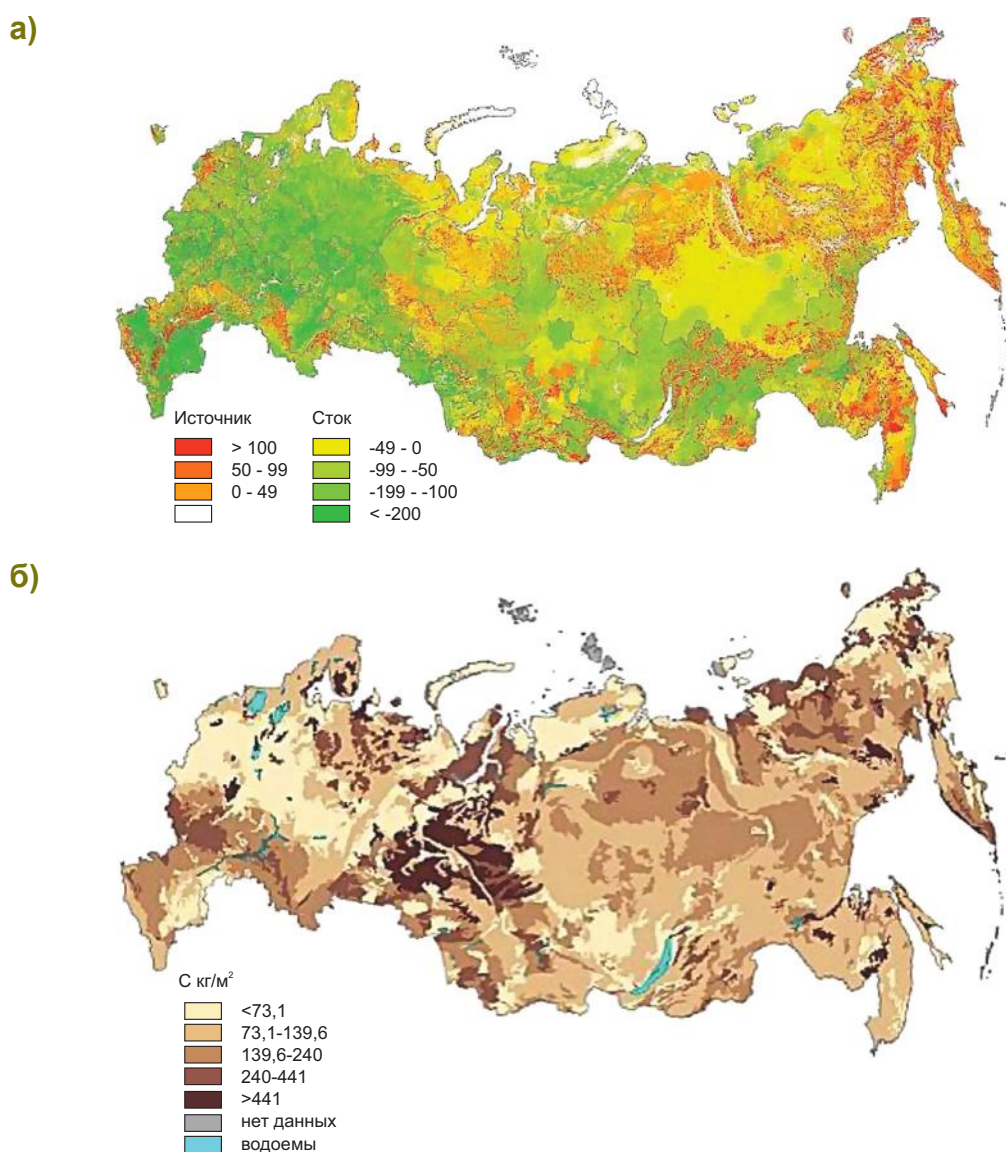 а)
Источник Сток
> 100 -49 - 0
50 - 99 -99 - -50
0 - 49 -199 - -100
< -200
б)
С кг/м²
<73,1
73,1-139,6
139,6-240
240-441
>441
нет данных
водоемы